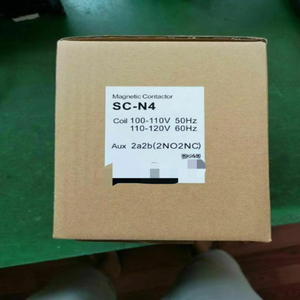 Magnetic Contactor
SC-N4
Coil 100-110V 50Hz
110-120V 60Hz
Aux 2a2b(2NO2NC)